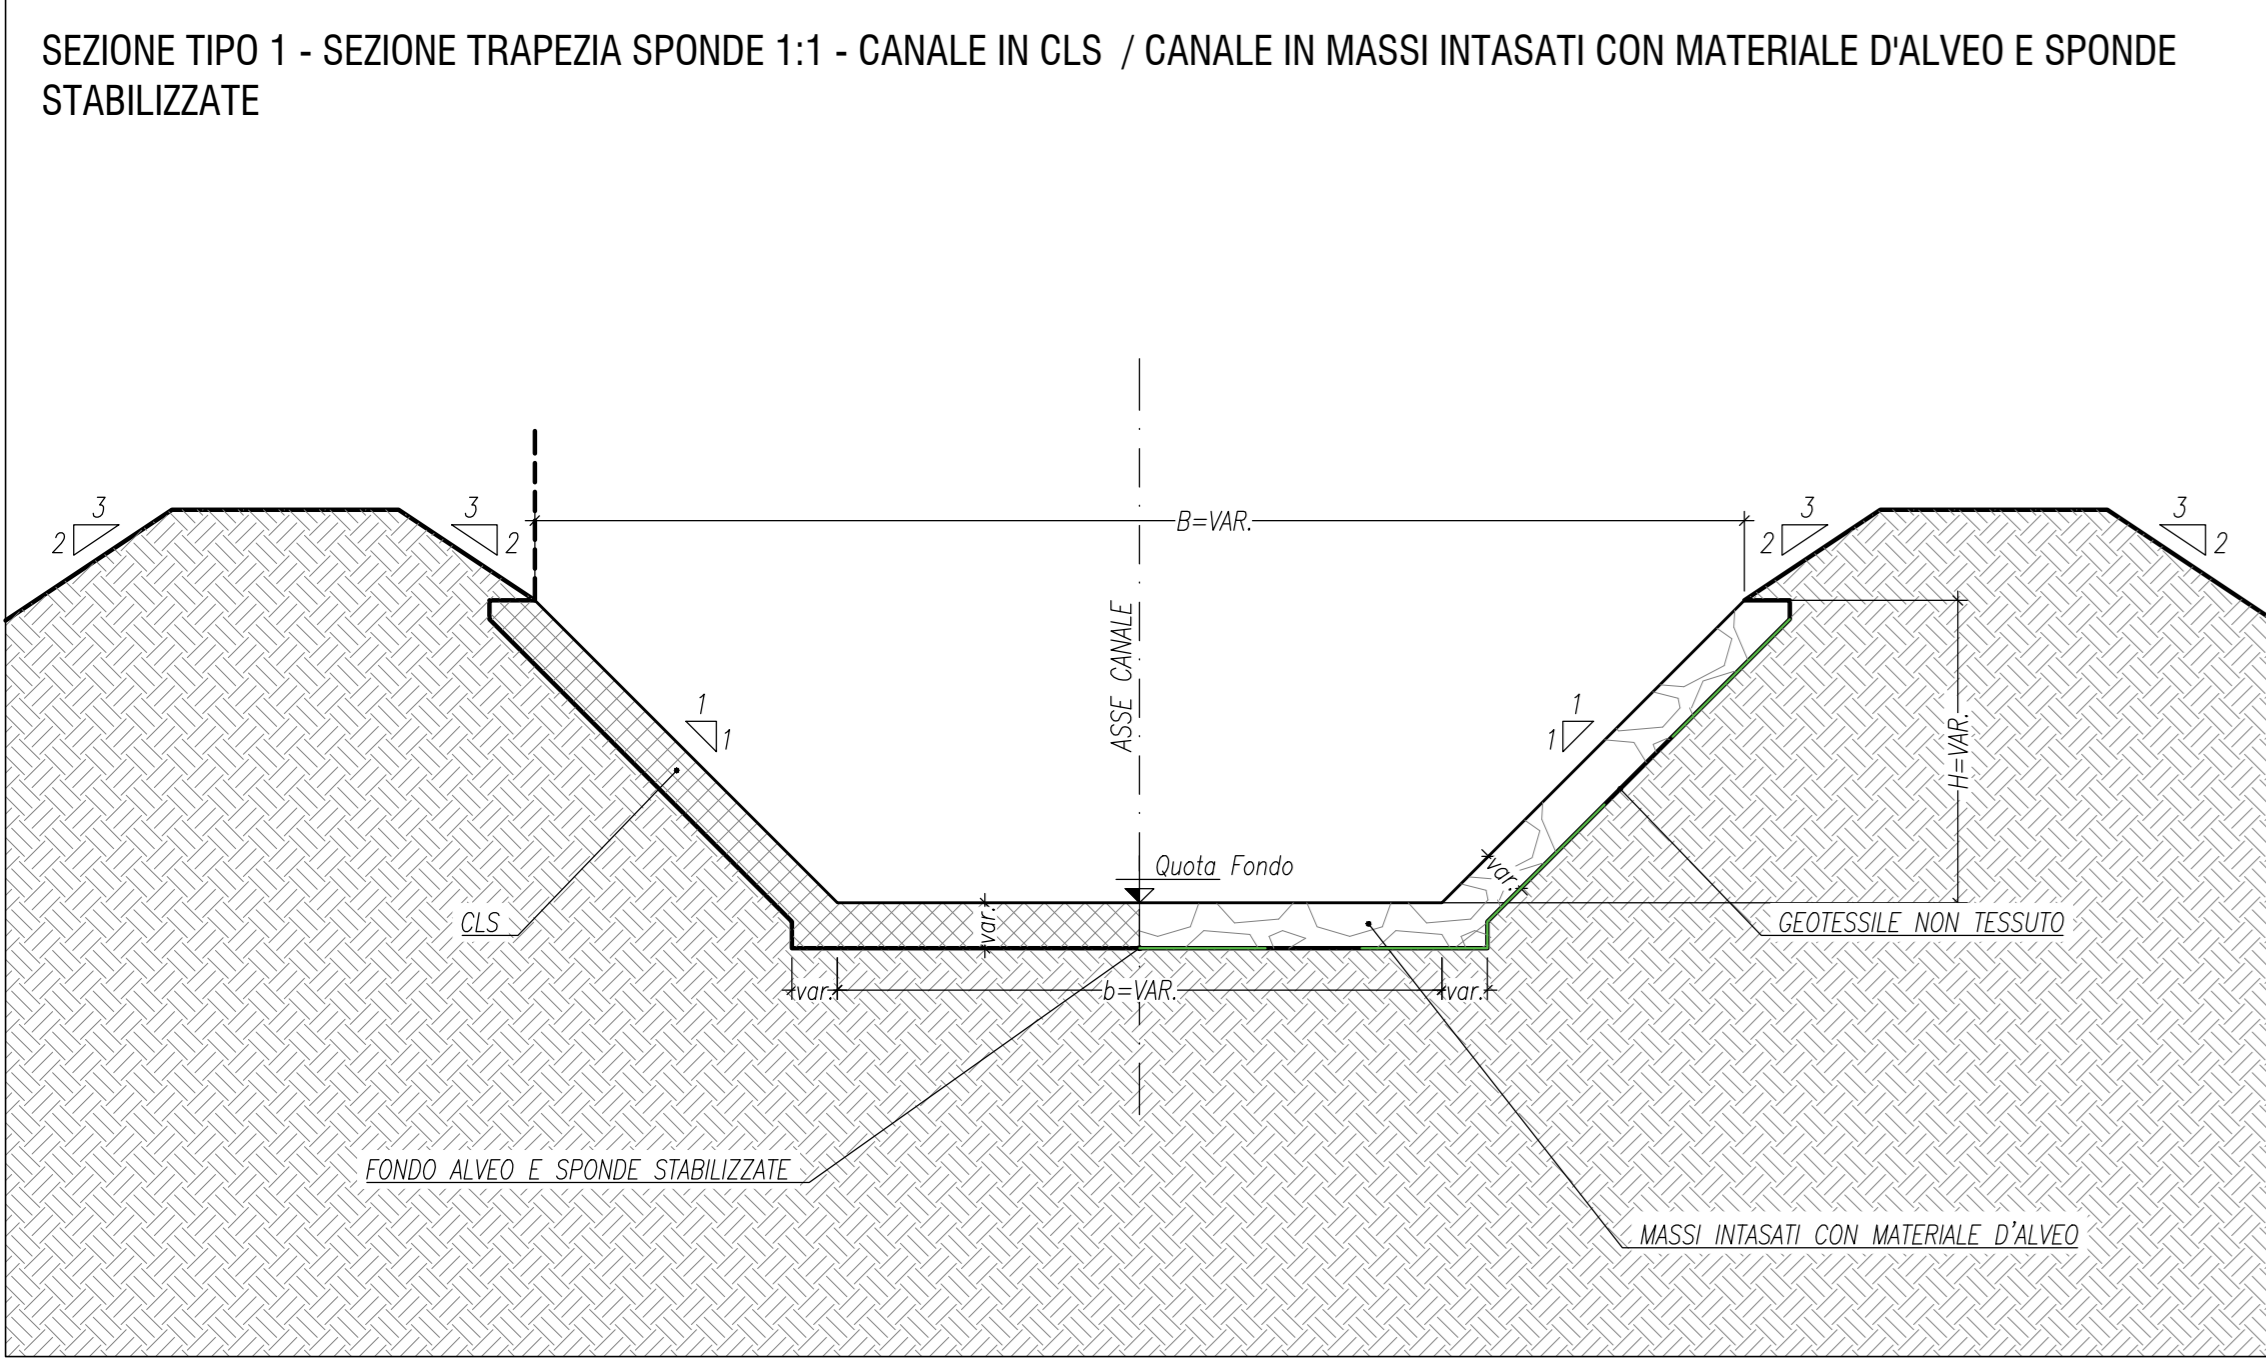 SEZIONE TIPO 1 - SEZIONE TRAPEZIA SPONDE 1:1 - CANALE IN CLS / CANALE IN MASSI INTASATI CON MATERIALE D'ALVEO E SPONDE
STABILIZZATE
3
2
3
2
B=VAR.
3
2
3
2
ASSE CANALE
1
1
1
1
H=VAR.
Quota Fondo
var.
CLS
var.
GEOTESSILE NON TESSUTO
var.
b=VAR.
var.
FONDO ALVEO E SPONDE STABILIZZATE
MASSI INTASATI CON MATERIALE D'ALVEO